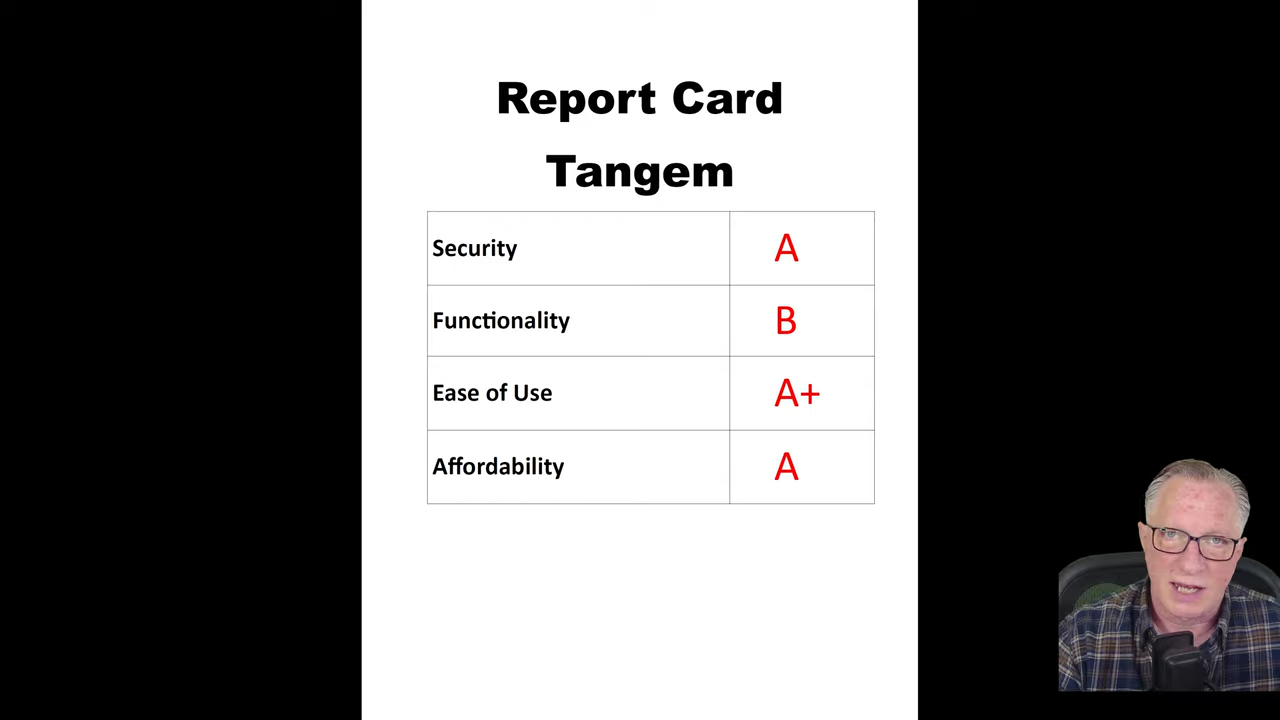 Report Card
Tangem
Security A
Functionality B
Ease of Use A+
Affordability A